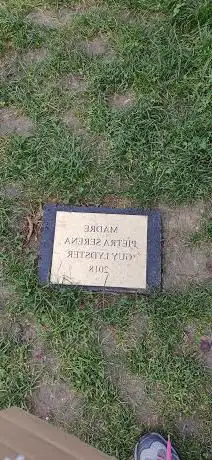 MADRE
PIETRA SERENA
"GUY LYDSTER
2018